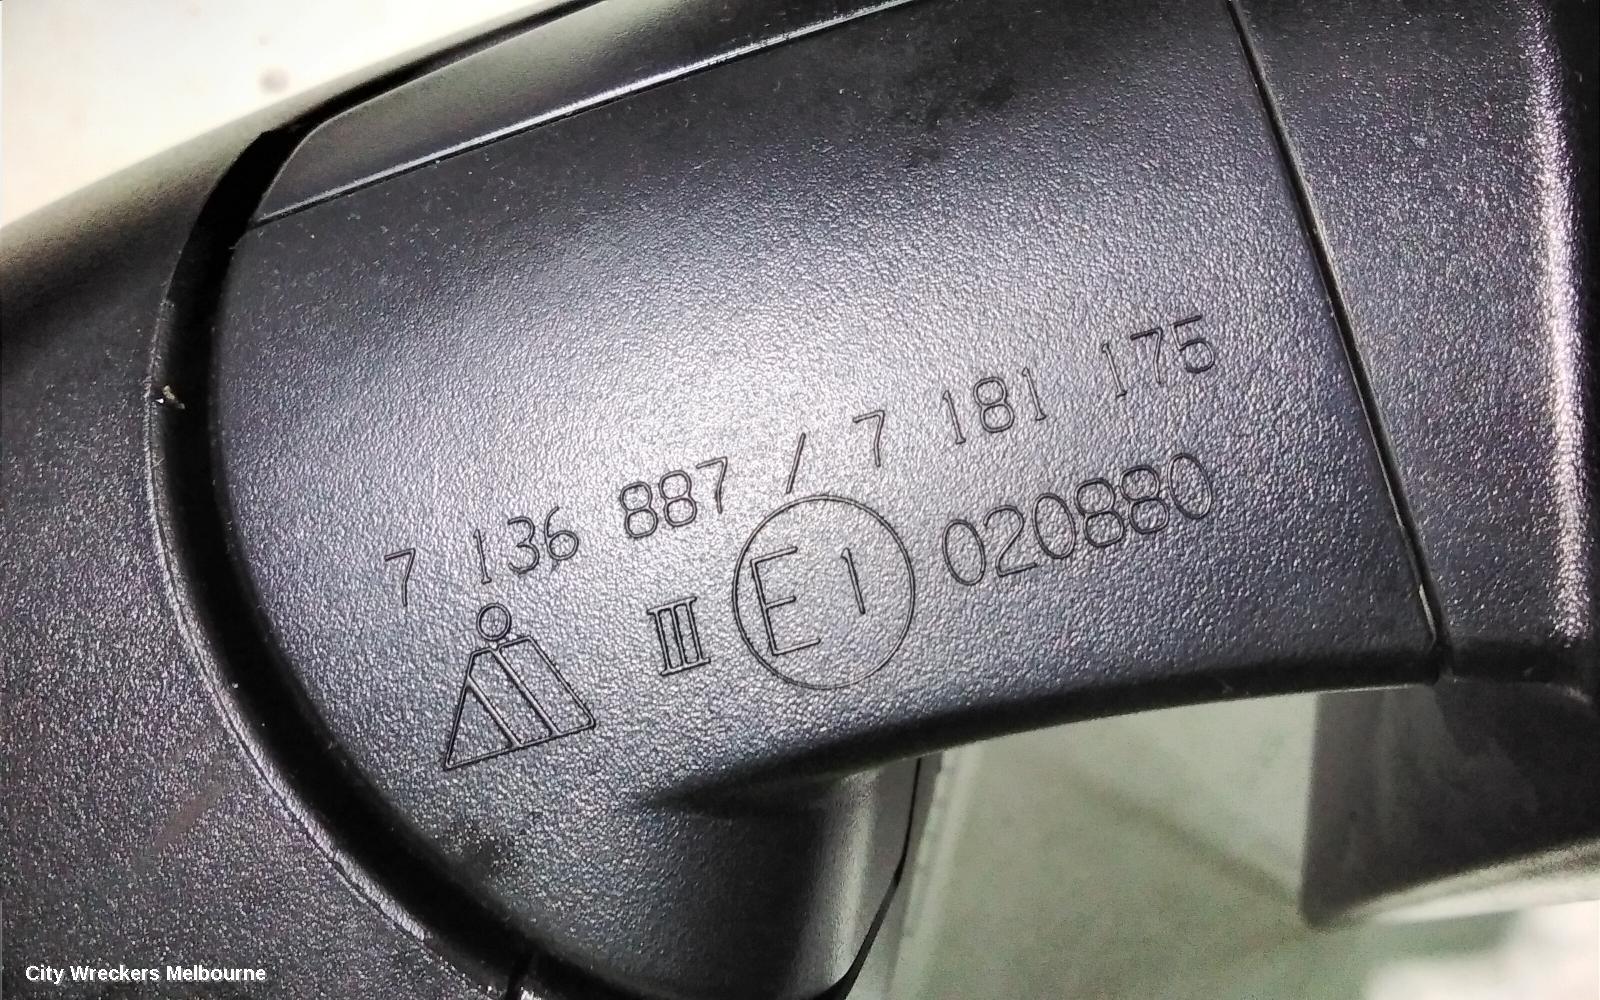 7 136 887 / 7 181 175
III E1 020880
City Wreckers Melbourne